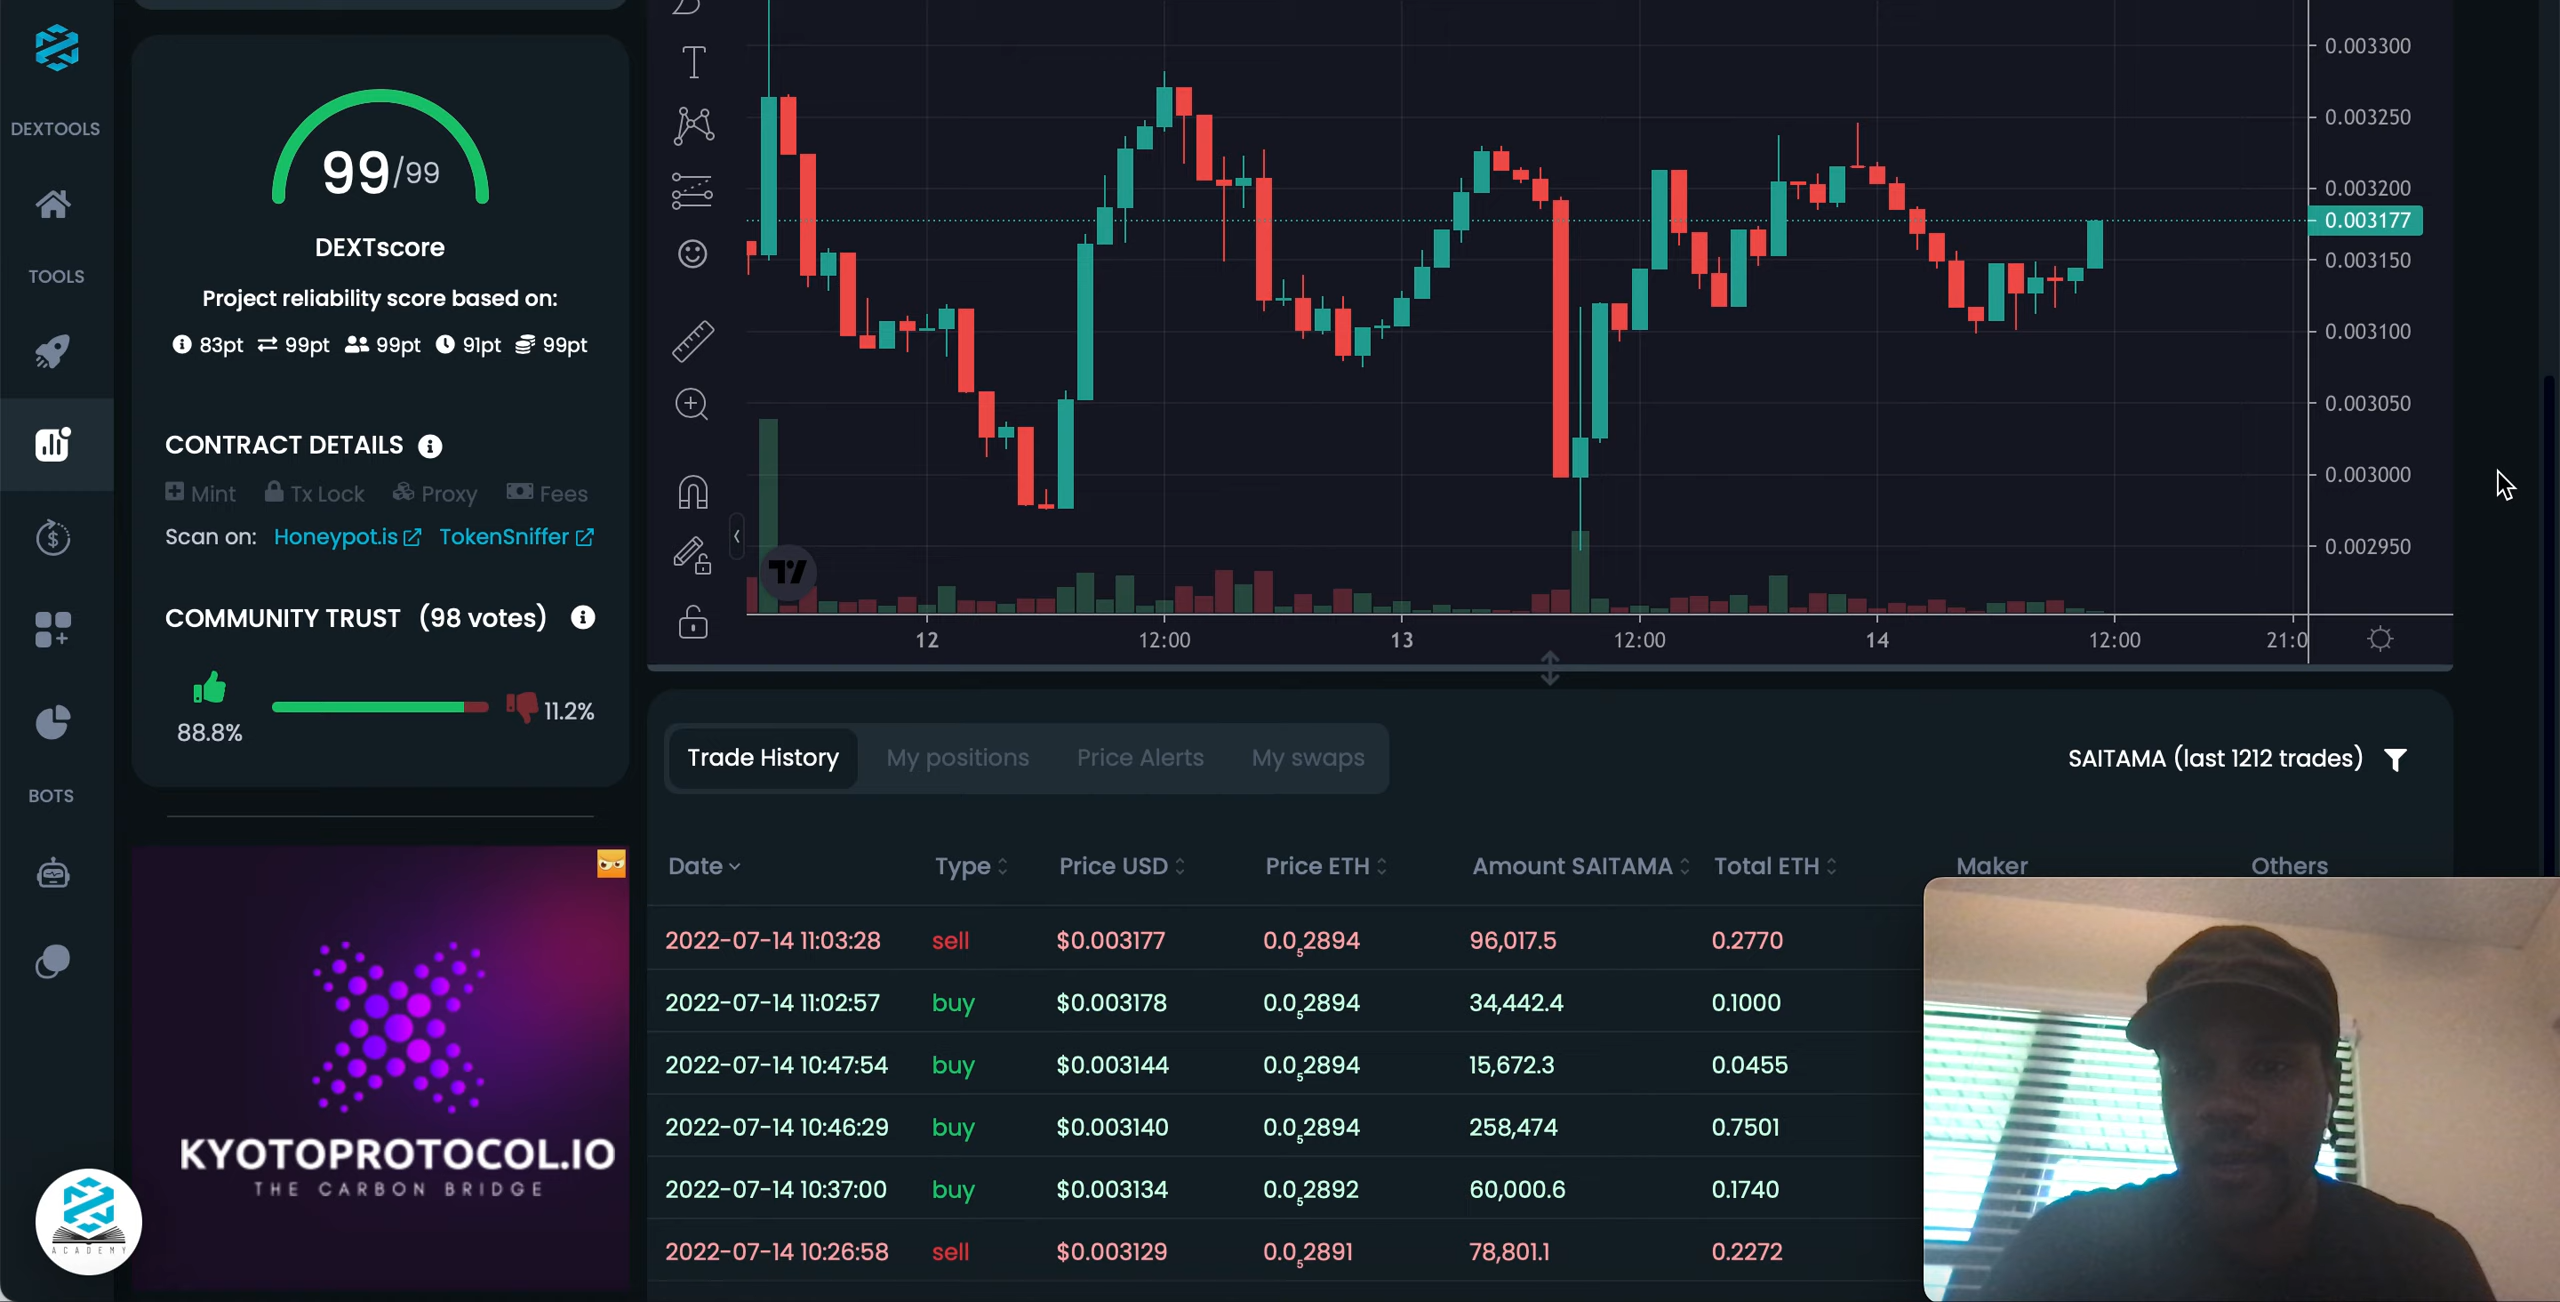 DEXTOOLS
TOOLS
BOTS
ACADEMY
99/99
DEXTscore
Project reliability score based on:
83pt 99pt 99pt 91pt 99pt
CONTRACT DETAILS
Mint Tx Lock Proxy Fees
Scan on: Honeypot.is TokenSniffer
COMMUNITY TRUST (98 votes)
88.8%
11.2%
KYOTOPROTOCOL.IO
THE CARBON BRIDGE
0.003300
0.003250
0.003200
0.003177
0.003150
0.003100
0.003050
0.003000
0.002950
12 12:00 13 12:00 14 12:00 21:0
Trade History My positions Price Alerts My swaps
SAITAMA (last 1212 trades)
Date Type Price USD Price ETH Amount SAITAMA Total ETH Maker Others
2022-07-14 11:03:28 sell $0.003177 0.0₅2894 96,017.5 0.2770
2022-07-14 11:02:57 buy $0.003178 0.0₅2894 34,442.4 0.1000
2022-07-14 10:47:54 buy $0.003144 0.0₅2894 15,672.3 0.0455
2022-07-14 10:46:29 buy $0.003140 0.0₅2894 258,474 0.7501
2022-07-14 10:37:00 buy $0.003134 0.0₅2892 60,000.6 0.1740
2022-07-14 10:26:58 sell $0.003129 0.0₅2891 78,801.1 0.2272